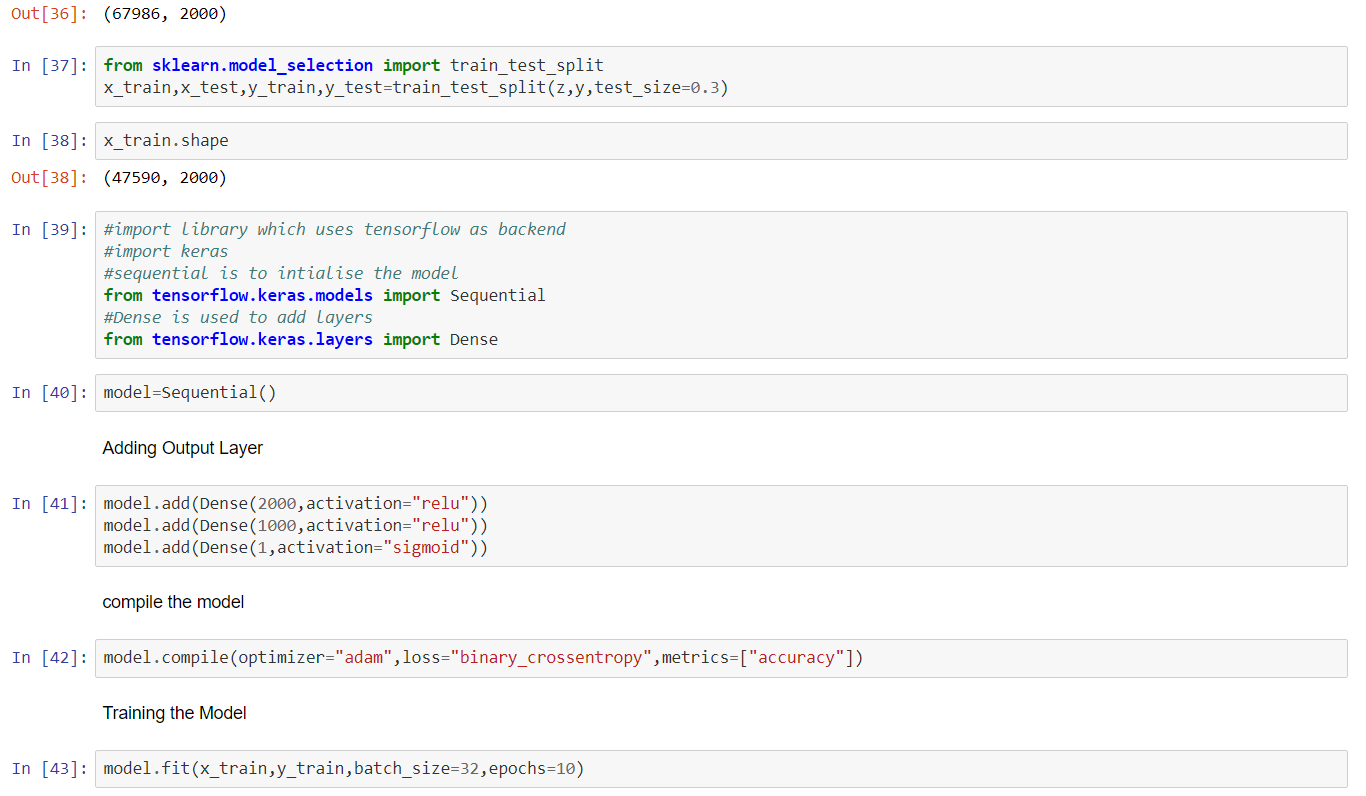 Out[36]: (67986, 2000)
In [37]: from sklearn.model_selection import train_test_split
x_train,x_test,y_train,y_test=train_test_split(z,y,test_size=0.3)
In [38]: x_train.shape
Out[38]: (47590, 2000)
In [39]: #import library which uses tensorflow as backend
#import keras
#sequential is to intialise the model
from tensorflow.keras.models import Sequential
#Dense is used to add layers
from tensorflow.keras.layers import Dense
In [40]: model=Sequential()
Adding Output Layer
In [41]: model.add(Dense(2000,activation="relu"))
model.add(Dense(1000,activation="relu"))
model.add(Dense(1,activation="sigmoid"))
compile the model
In [42]: model.compile(optimizer="adam",loss="binary_crossentropy",metrics=["accuracy"])
Training the Model
In [43]: model.fit(x_train,y_train,batch_size=32,epochs=10)